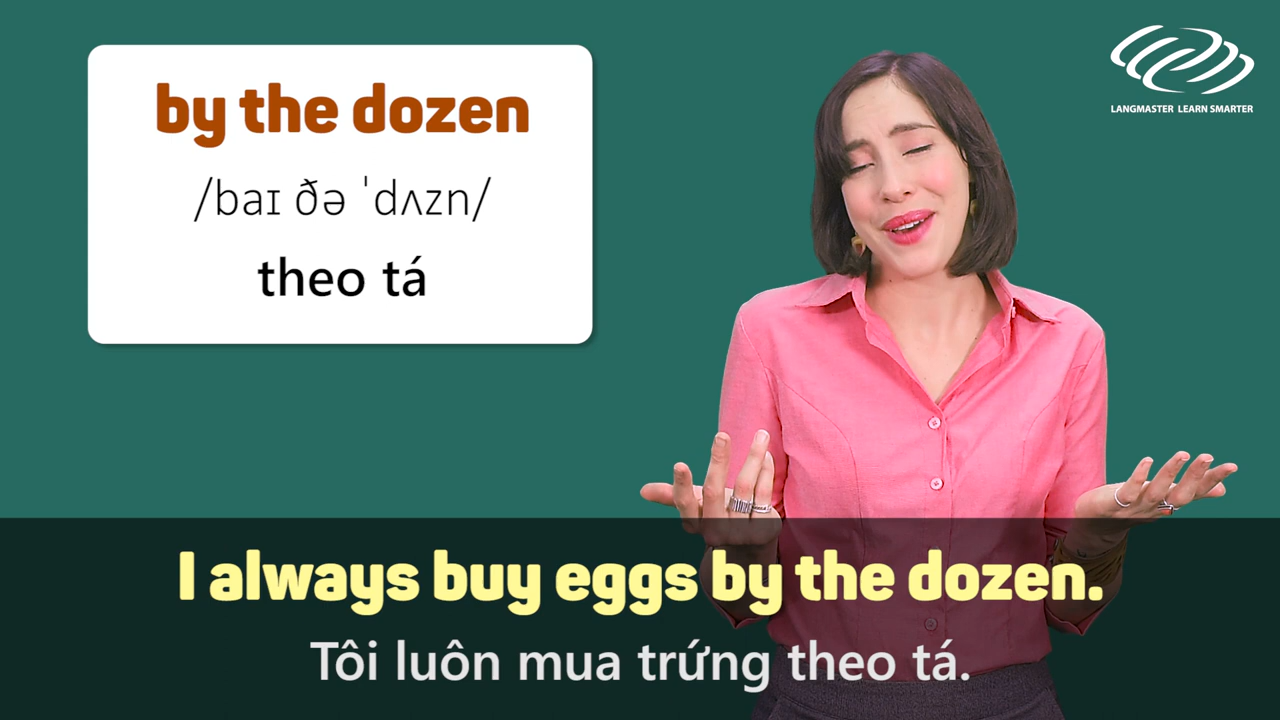 by the dozen
/baɪ ðə ˈdʌzn/
theo tá
LANGMASTER LEARN SMARTER
I always buy eggs by the dozen.
Tôi luôn mua trứng theo tá.